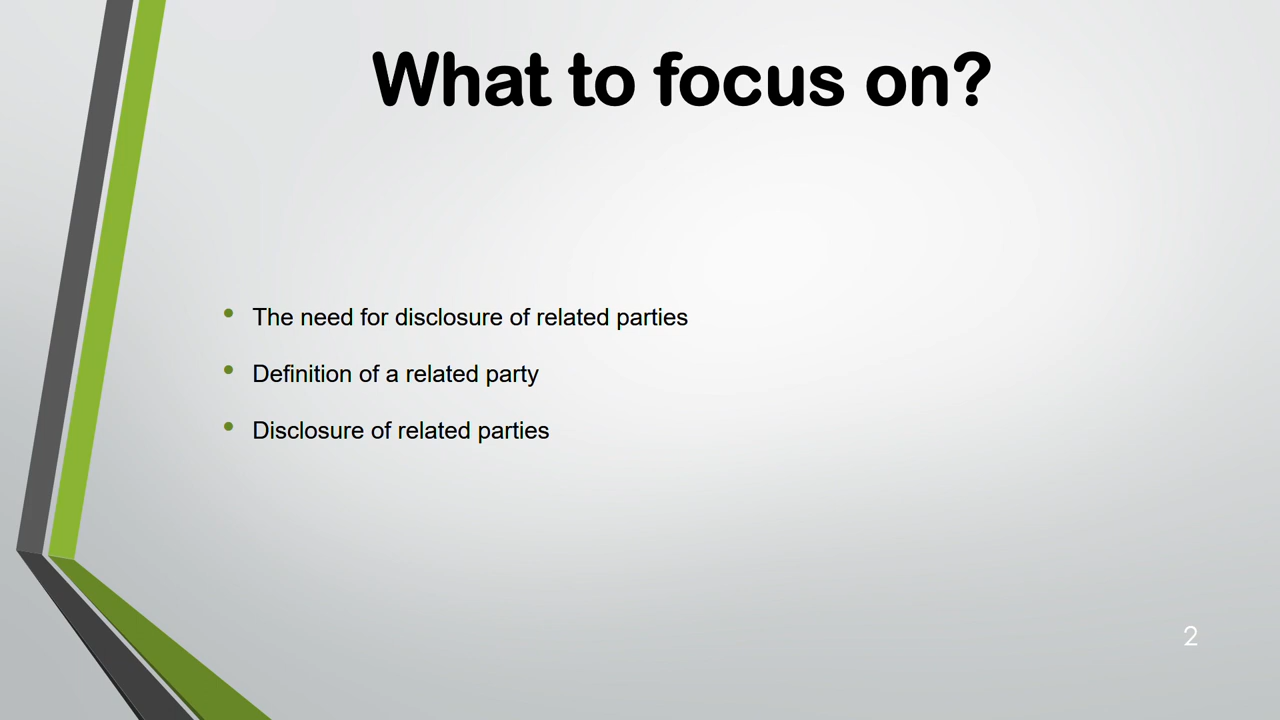 What to focus on?
• The need for disclosure of related parties
• Definition of a related party
• Disclosure of related parties
2